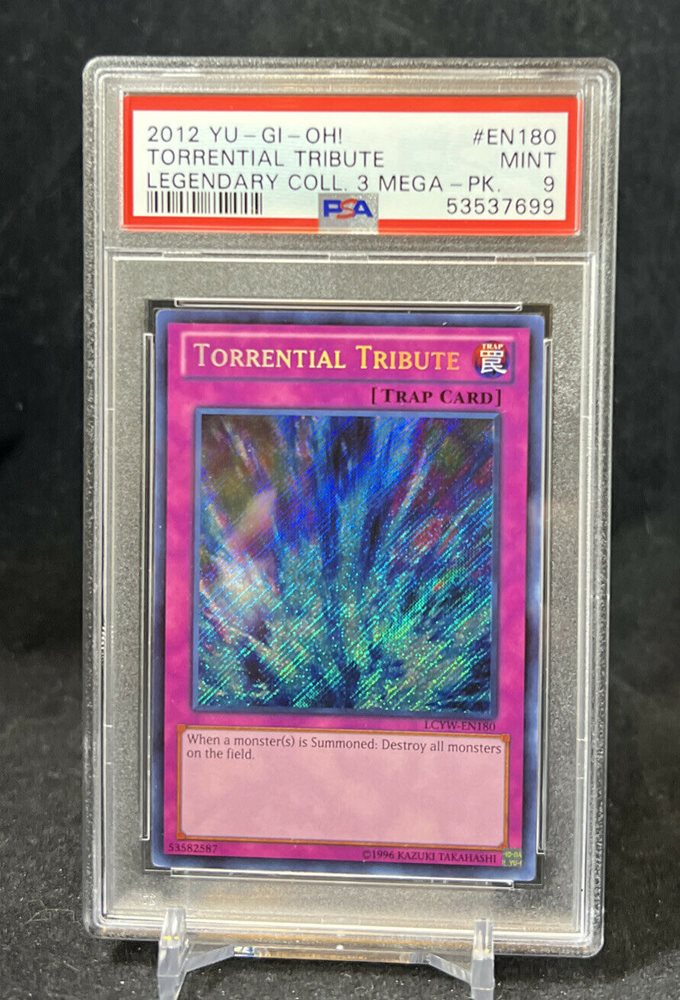 2012 YU-GI-OH! #EN180
TORRENTIAL TRIBUTE MINT
LEGENDARY COLL. 3 MEGA-PK. 9
PSA 53537699
TORRENTIAL TRIBUTE
TRAP
罠
[TRAP CARD]
LCYW-EN180
When a monster(s) is Summoned: Destroy all monsters
on the field.
53582587 ©1996 KAZUKI TAKAHASHI